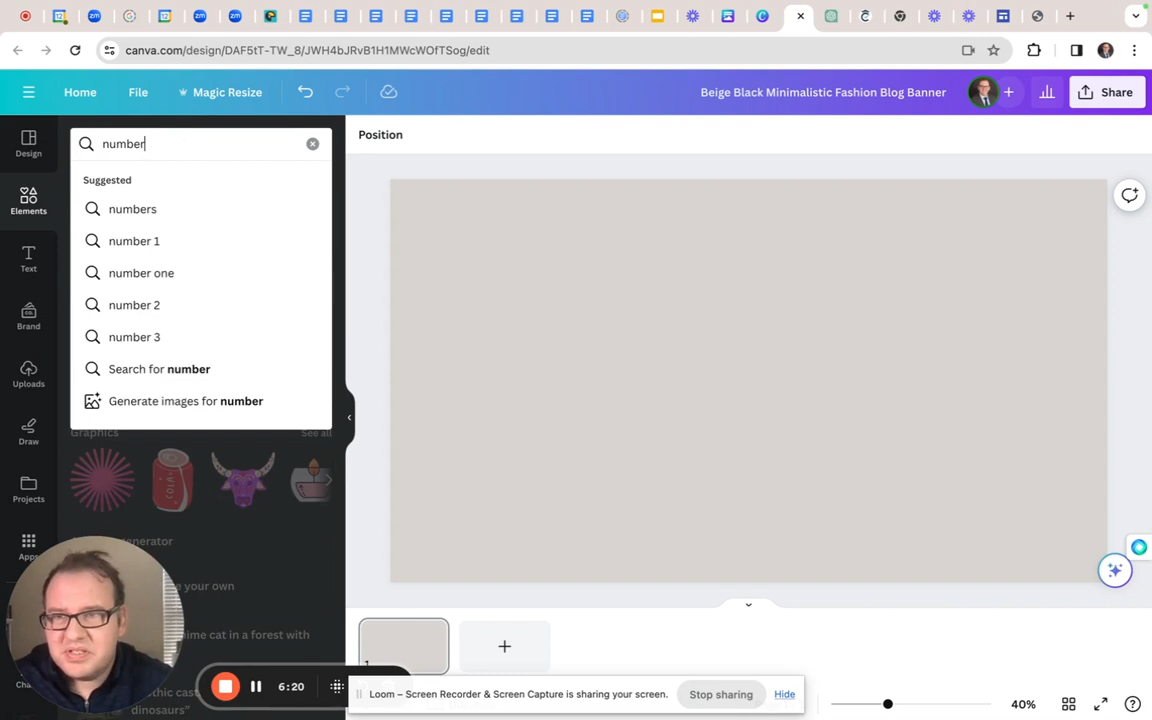 canva.com/design/DAF5tT-TW_8/JWH4bJRvB1H1MWcWOfTSog/edit
Home
File
Magic Resize
Beige Black Minimalistic Fashion Blog Banner
Share
Design
Elements
Text
Brand
Uploads
Draw
Projects
Apps
number
Suggested
numbers
number 1
number one
number 2
number 3
Search for number
Generate images for number
Graphics
See all
Position
1
6:20
Loom – Screen Recorder & Screen Capture is sharing your screen.
Stop sharing
Hide
40%